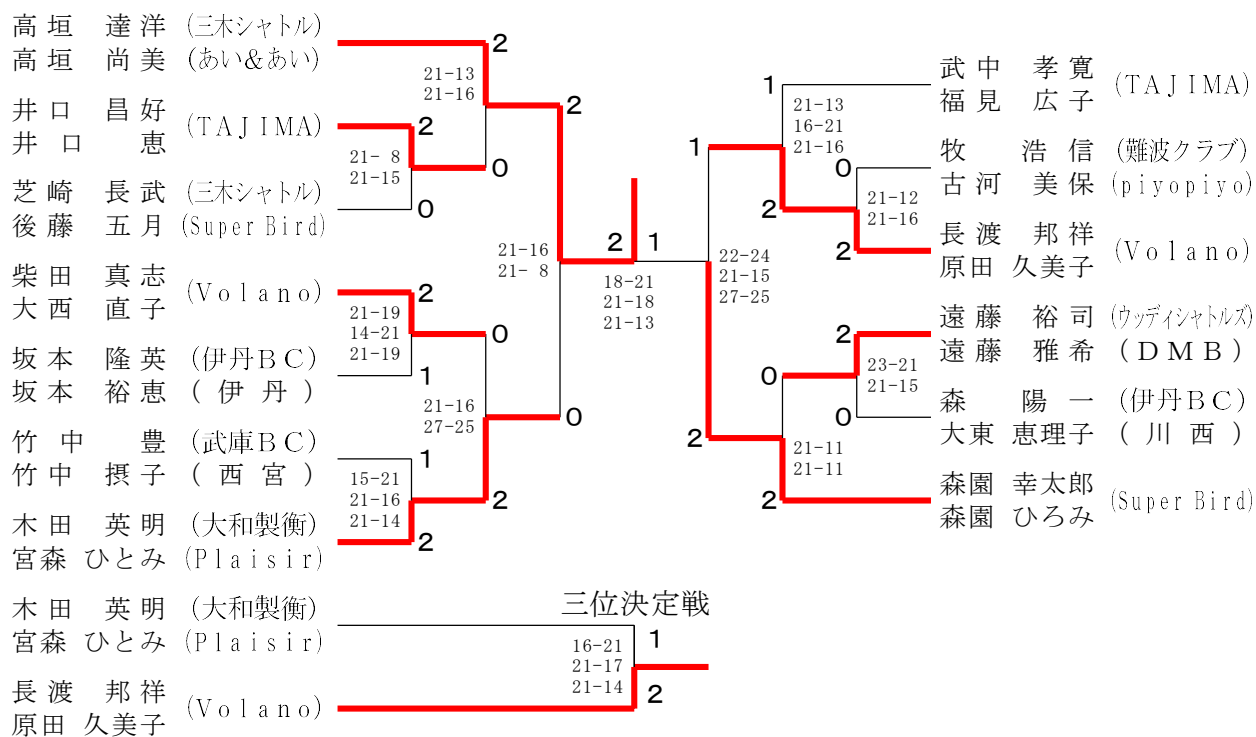 高垣 達洋 (三木シャトル)
高垣 尚美 (あい&あい)
井口 昌好
井口 恵
(TAJIMA)
芝崎 長武 (三木シャトル)
後藤 五月 (Super Bird)
柴田 真志
大西 直子
(Volano)
坂本 隆英 (伊丹BC)
坂本 裕恵 (伊丹)
竹中 豊 (武庫BC)
竹中 摂子 (西宮)
木田 英明 (大和製衡)
宮森 ひとみ (Plaisir)
2
21-13
21-16
2
21- 8
21-15
0
0
2
2
21-19
14-21
21-19
1
0
21-16
27-25
1
15-21
21-16
21-14
2
2
21-16
21- 8
0
2
1
18-21
21-18
21-13
1
22-24
21-15
27-25
2
1
21-13
16-21
21-16
2
0
21-12
21-16
2
2
23-21
21-15
0
0
21-11
21-11
2
武中 孝寛
福見 広子
(TAJIMA)
牧 浩信 (難波クラブ)
古河 美保 (piyopiyo)
長渡 邦祥
原田 久美子
(Volano)
遠藤 裕司 (ウッディシャトルズ)
遠藤 雅希 (DMB)
森 陽一 (伊丹BC)
大東 恵理子 (川西)
森園 幸太郎
森園 ひろみ
(Super Bird)
三位決定戦
木田 英明 (大和製衡)
宮森 ひとみ (Plaisir)
長渡 邦祥
原田 久美子
(Volano)
1
16-21
21-17
21-14
2